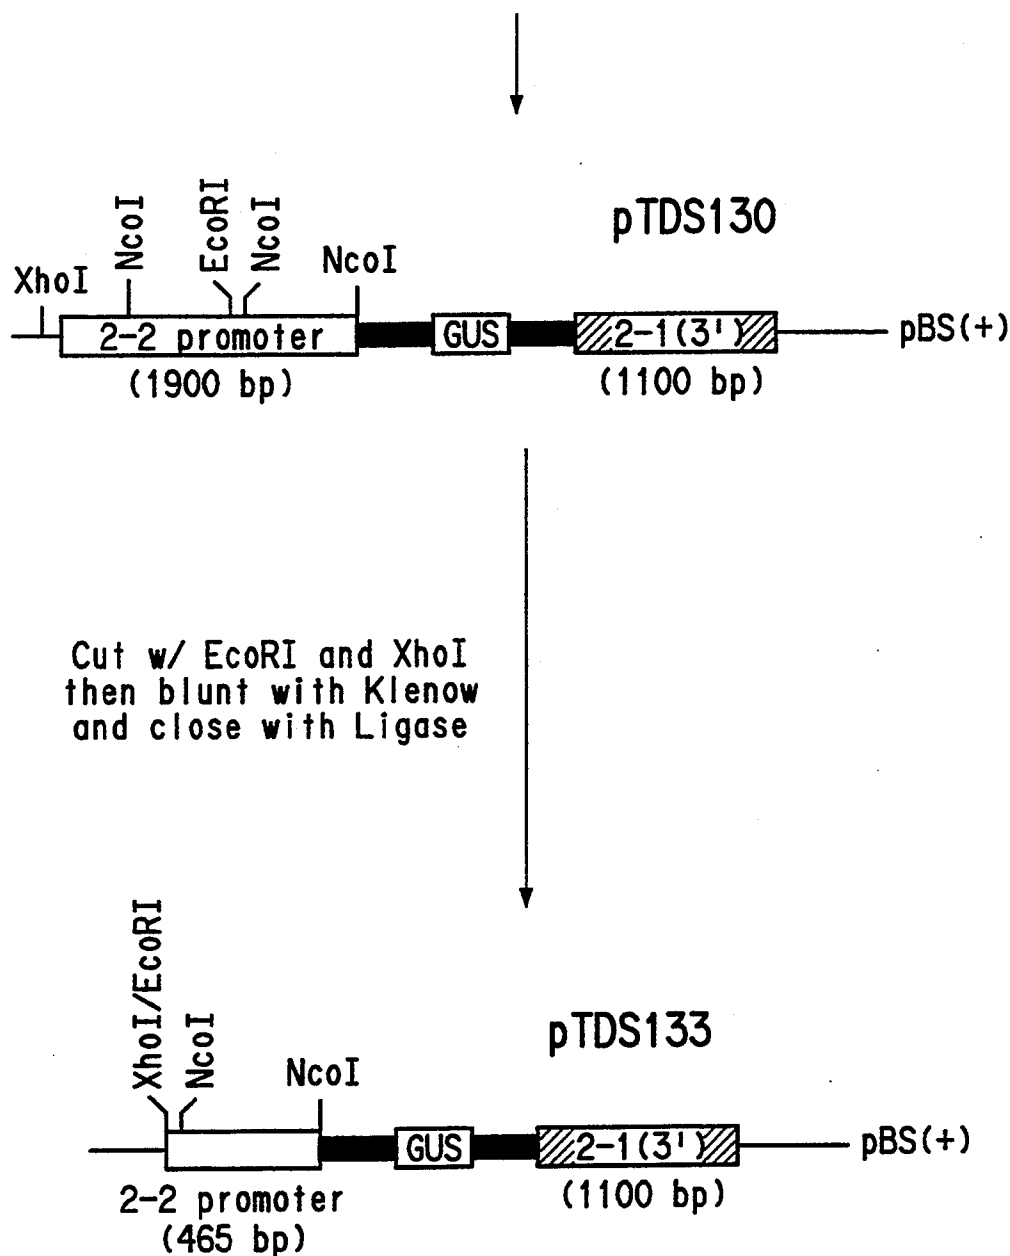 pTDS130
XhoI
NcoI
EcoRI
NcoI
NcoI
2-2 promoter
GUS
2-1(3')
pBS(+)
(1900 bp)
(1100 bp)
Cut w/ EcoRI and XhoI
then blunt with Klenow
and close with Ligase
pTDS133
XhoI/EcoRI
NcoI
NcoI
GUS
2-1(3')
pBS(+)
2-2 promoter
(465 bp)
(1100 bp)